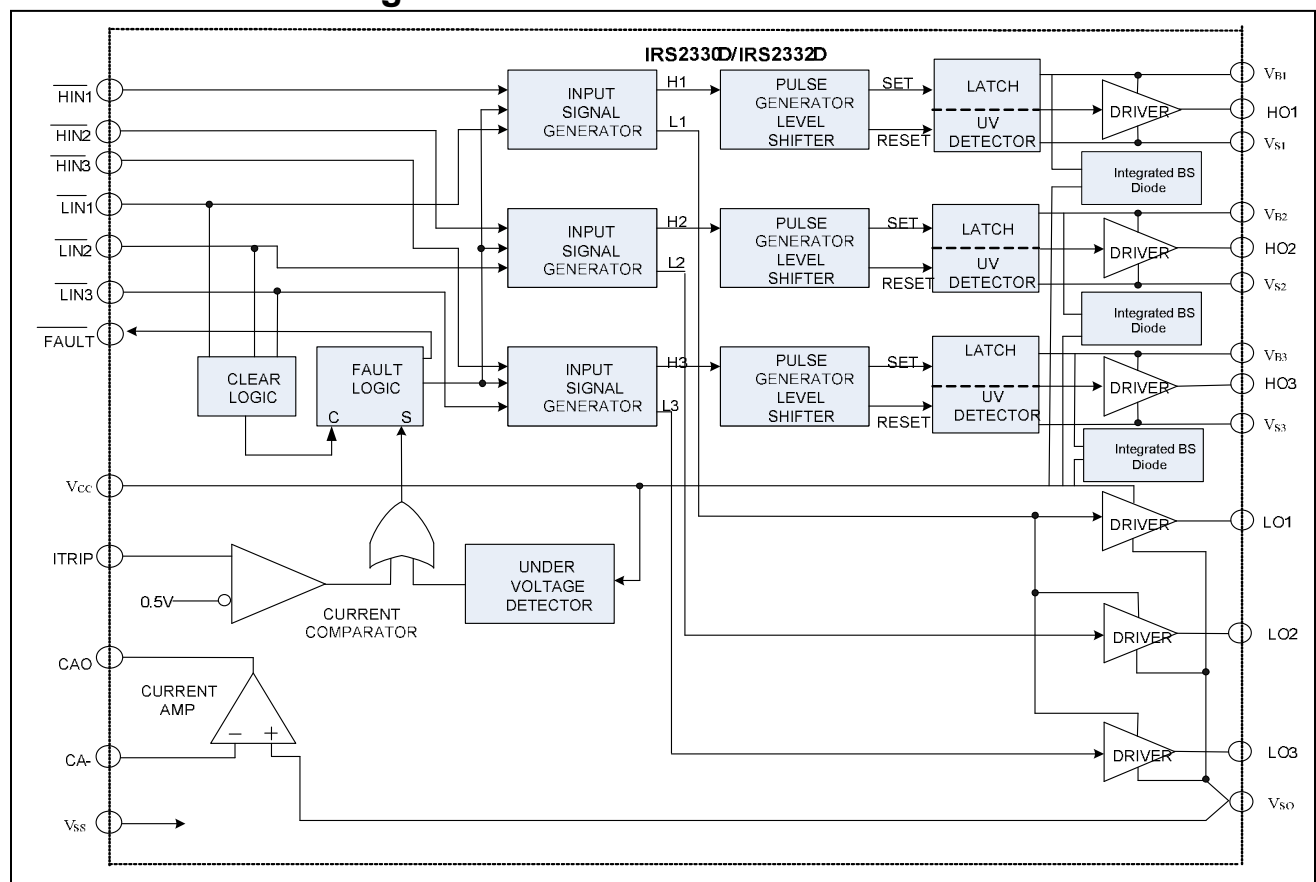 IRS2330D/IRS2332D
HIN1
HIN2
HIN3
LIN1
LIN2
LIN3
FAULT
VCC
ITRIP
0.5V
CAO
CA-
VSS
CLEAR
LOGIC
FAULT
LOGIC
C S
CURRENT
COMPARATOR
CURRENT
AMP
− +
UNDER
VOLTAGE
DETECTOR
INPUT
SIGNAL
GENERATOR
H1
L1
PULSE
GENERATOR
LEVEL
SHIFTER
SET
RESET
LATCH
UV
DETECTOR
DRIVER
Integrated BS
Diode
VB1
HO1
VS1
INPUT
SIGNAL
GENERATOR
H2
L2
PULSE
GENERATOR
LEVEL
SHIFTER
SET
RESET
LATCH
UV
DETECTOR
DRIVER
Integrated BS
Diode
VB2
HO2
VS2
INPUT
SIGNAL
GENERATOR
H3
L3
PULSE
GENERATOR
LEVEL
SHIFTER
SET
RESET
LATCH
UV
DETECTOR
DRIVER
Integrated BS
Diode
VB3
HO3
VS3
DRIVER
LO1
DRIVER
LO2
DRIVER
LO3
VSO